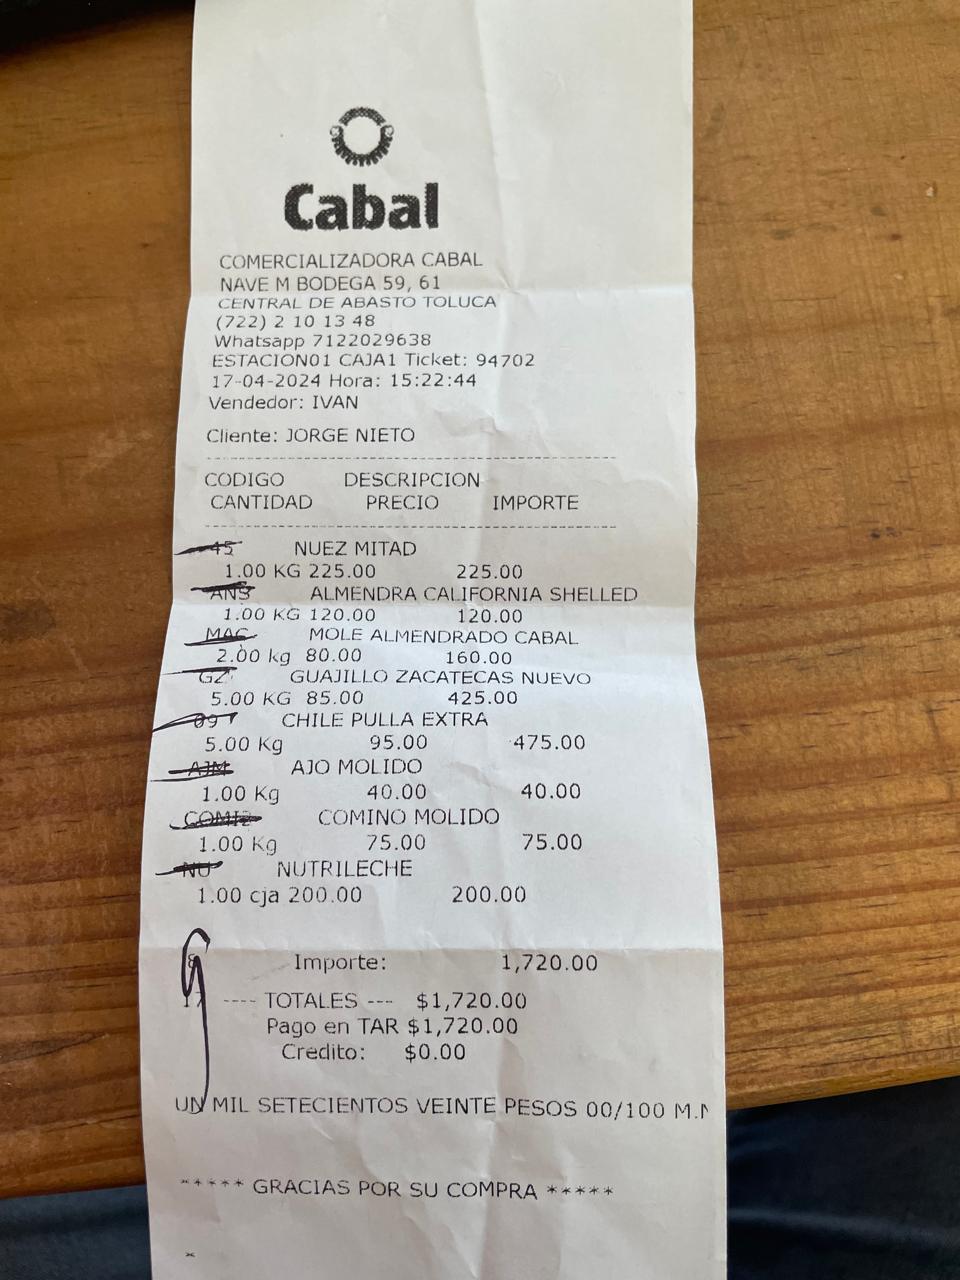 Cabal
COMERCIALIZADORA CABAL
NAVE M BODEGA 59, 61
CENTRAL DE ABASTO TOLUCA
(722) 2 10 13 48
Whatsapp 7122029638
ESTACION01 CAJA1 Ticket: 94702
17-04-2024 Hora: 15:22:44
Vendedor: IVAN
Cliente: JORGE NIETO
CODIGO DESCRIPCION
CANTIDAD PRECIO IMPORTE
45 NUEZ MITAD
1.00 KG 225.00 225.00
ANS ALMENDRA CALIFORNIA SHELLED
1.00 KG 120.00 120.00
MAC MOLE ALMENDRADO CABAL
2.00 kg 80.00 160.00
GZ GUAJILLO ZACATECAS NUEVO
5.00 KG 85.00 425.00
09 CHILE PULLA EXTRA
5.00 Kg 95.00 475.00
AJM AJO MOLIDO
1.00 Kg 40.00 40.00
COMI2 COMINO MOLIDO
1.00 Kg 75.00 75.00
NU NUTRILECHE
1.00 cja 200.00 200.00
8 Importe: 1,720.00
17 ---- TOTALES --- $1,720.00
Pago en TAR $1,720.00
Credito: $0.00
UN MIL SETECIENTOS VEINTE PESOS 00/100 M.N
***** GRACIAS POR SU COMPRA *****